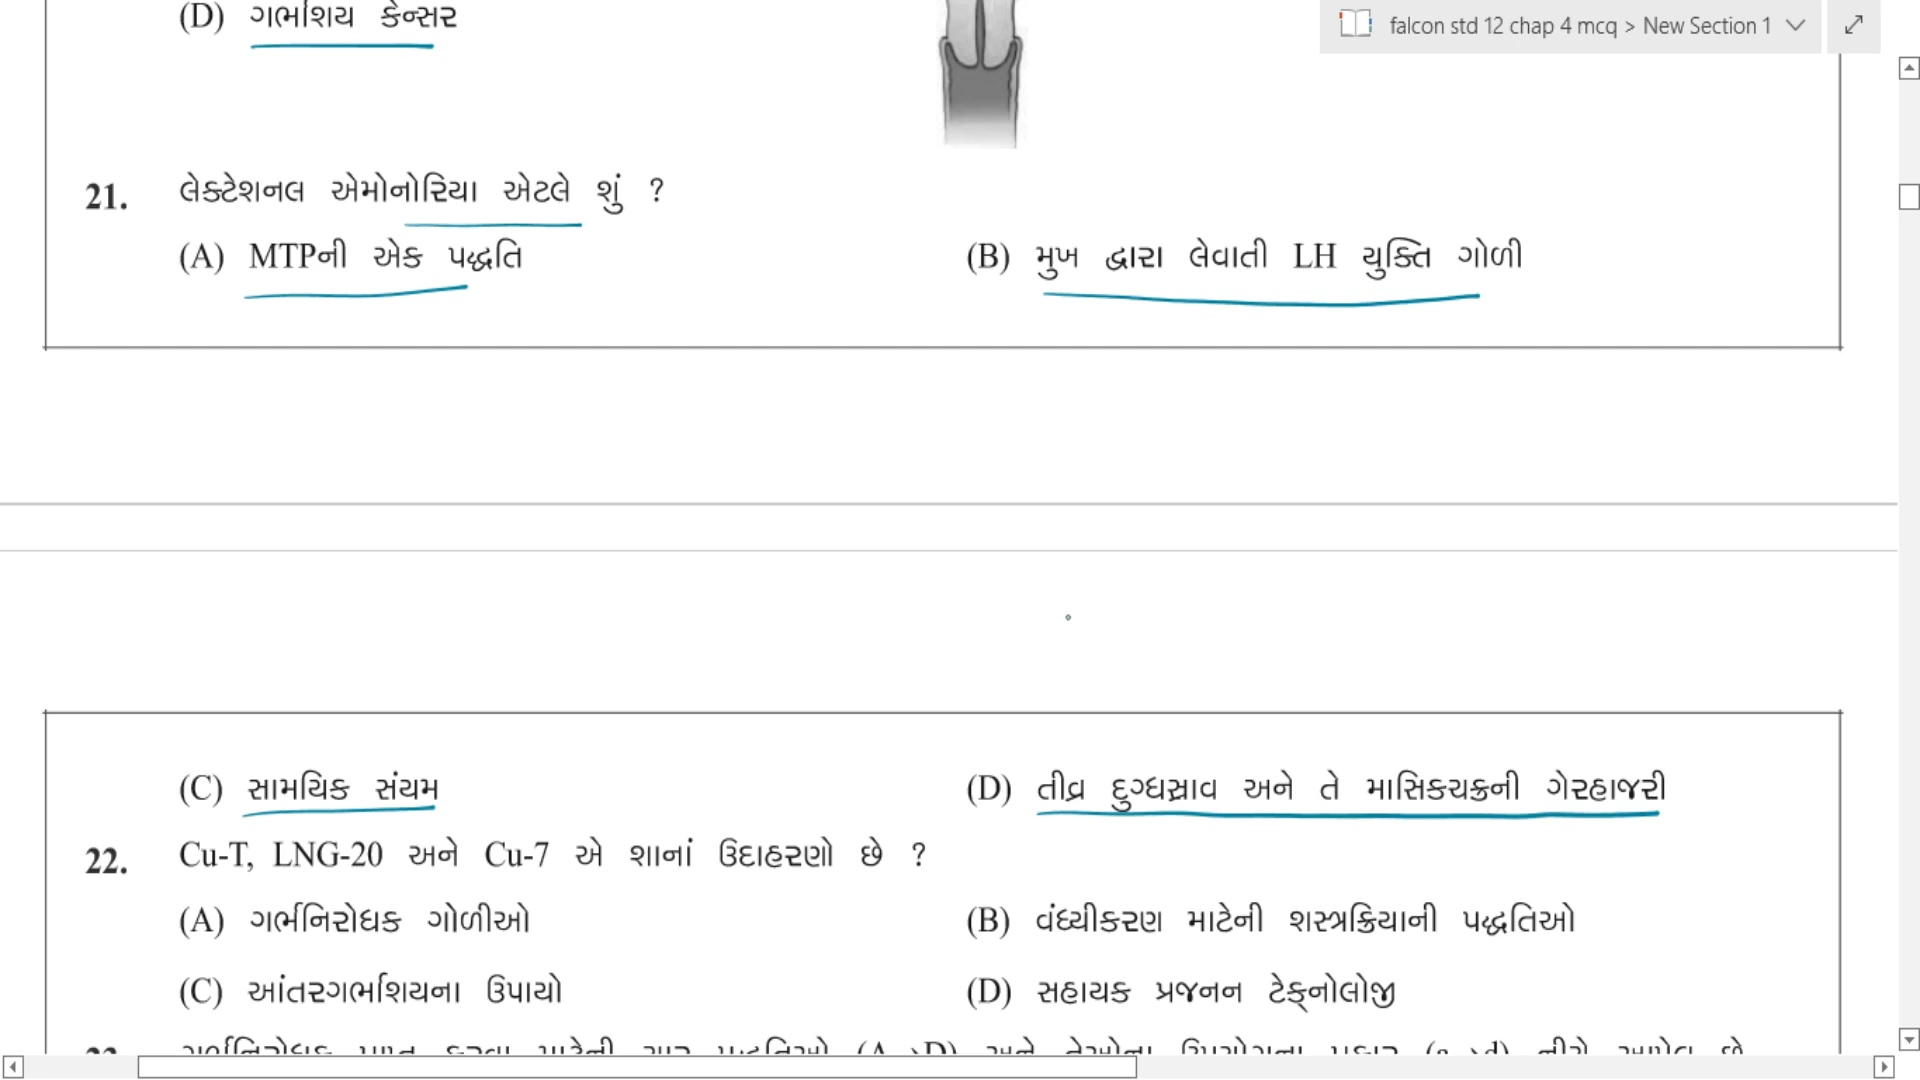 (D) ગર્ભાશય કેન્સર
falcon std 12 chap 4 mcq > New Section 1
21. લેક્ટેશનલ એમોનોરિયા એટલે શું ?
(A) MTPની એક પદ્ધતિ (B) મુખ દ્વારા લેવાતી LH યુક્તિ ગોળી
(C) સામયિક સંયમ (D) તીવ્ર દુગ્ધસ્રાવ અને તે માસિકચક્રની ગેરહાજરી
22. Cu-T, LNG-20 અને Cu-7 એ શાનાં ઉદાહરણો છે ?
(A) ગર્ભનિરોધક ગોળીઓ (B) વંધ્યીકરણ માટેની શસ્ત્રક્રિયાની પદ્ધતિઓ
(C) આંતરગર્ભાશયના ઉપાયો (D) સહાયક પ્રજનન ટેક્નોલોજી